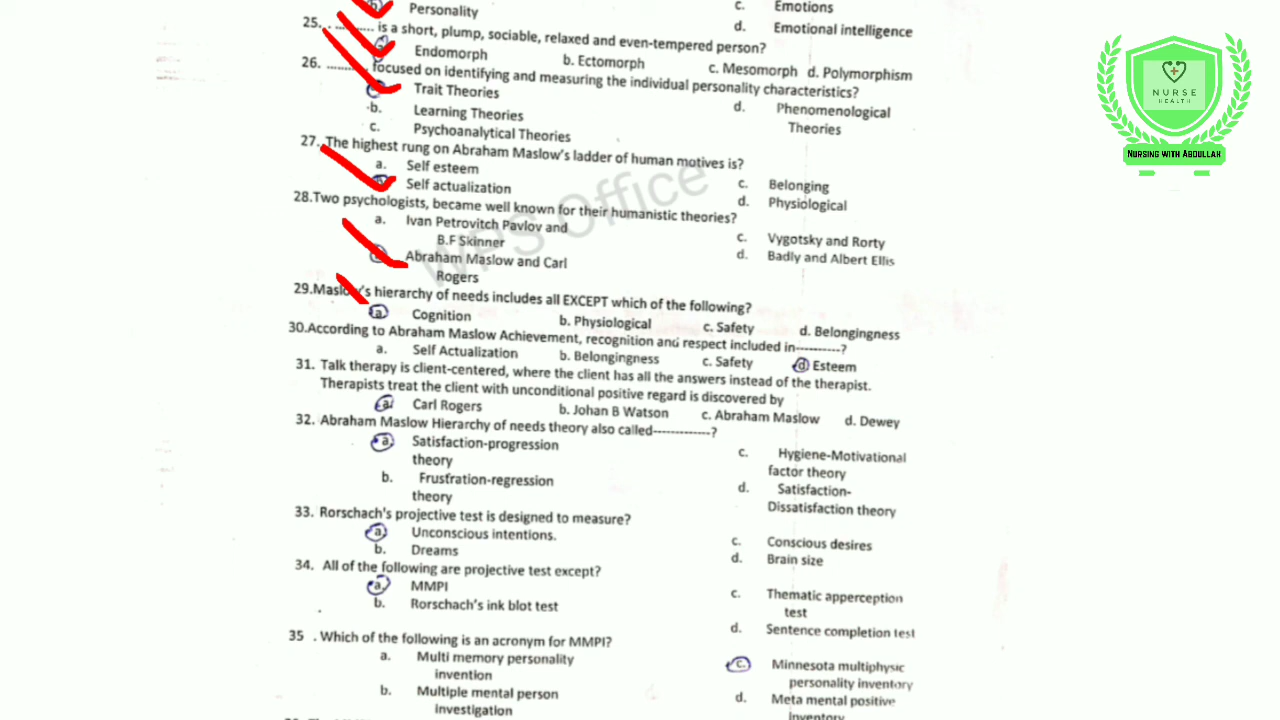 b. Personality c. Emotions
d. Emotional intelligence
25. . .......... is a short, plump, sociable, relaxed and even-tempered person?
Endomorph b. Ectomorph c. Mesomorph d. Polymorphism
26. .......... focused on identifying and measuring the individual personality characteristics?
Trait Theories d. Phenomenological
Theories
b. Learning Theories
c. Psychoanalytical Theories
27. The highest rung on Abraham Maslow's ladder of human motives is?
a. Self esteem c. Belonging
b. Self actualization d. Physiological
28.Two psychologists, became well known for their humanistic theories?
a. Ivan Petrovitch Pavlov and
B.F Skinner c. Vygotsky and Rorty
Abraham Maslow and Carl
Rogers d. Badly and Albert Ellis
29.Maslow's hierarchy of needs includes all EXCEPT which of the following?
a. Cognition b. Physiological c. Safety d. Belongingness
30.According to Abraham Maslow Achievement, recognition and respect included in----------?
a. Self Actualization b. Belongingness c. Safety d. Esteem
31. Talk therapy is client-centered, where the client has all the answers instead of the therapist.
Therapists treat the client with unconditional positive regard is discovered by
a. Carl Rogers b. Johan B Watson c. Abraham Maslow d. Dewey
32. Abraham Maslow Hierarchy of needs theory also called-------------?
a. Satisfaction-progression
theory
b. Frustration-regression
theory
c. Hygiene-Motivational
factor theory
d. Satisfaction-
Dissatisfaction theory
33. Rorschach's projective test is designed to measure?
a. Unconscious intentions. c. Conscious desires
b. Dreams d. Brain size
34. All of the following are projective test except?
a. MMPI c. Thematic apperception
test
b. Rorschach's ink blot test d. Sentence completion test
35 . Which of the following is an acronym for MMPI?
a. Multi memory personality
invention
b. Multiple mental person
investigation
c. Minnesota multiphysic
personality inventory
d. Meta mental positive
inventory
WPS Office
NURSE
HEALTH
NURSING WITH ABDULLAH